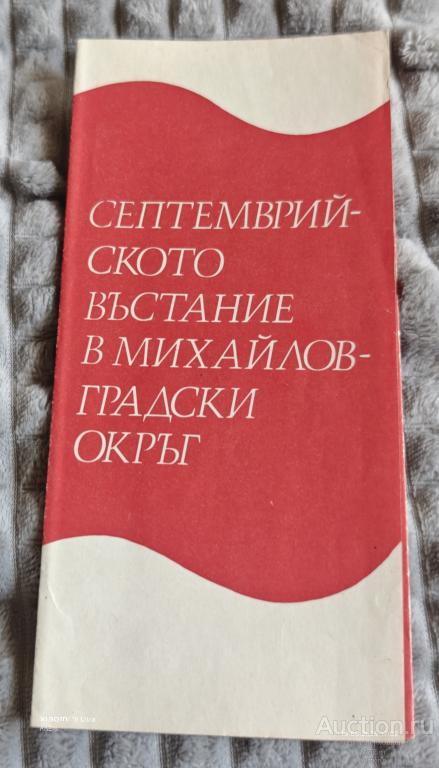 СЕПТЕМВРИЙ-
СКОТО
ВЪСТАНИЕ
В МИХАЙЛОВ-
ГРАДСКИ
ОКРЪГ
Auction.ru